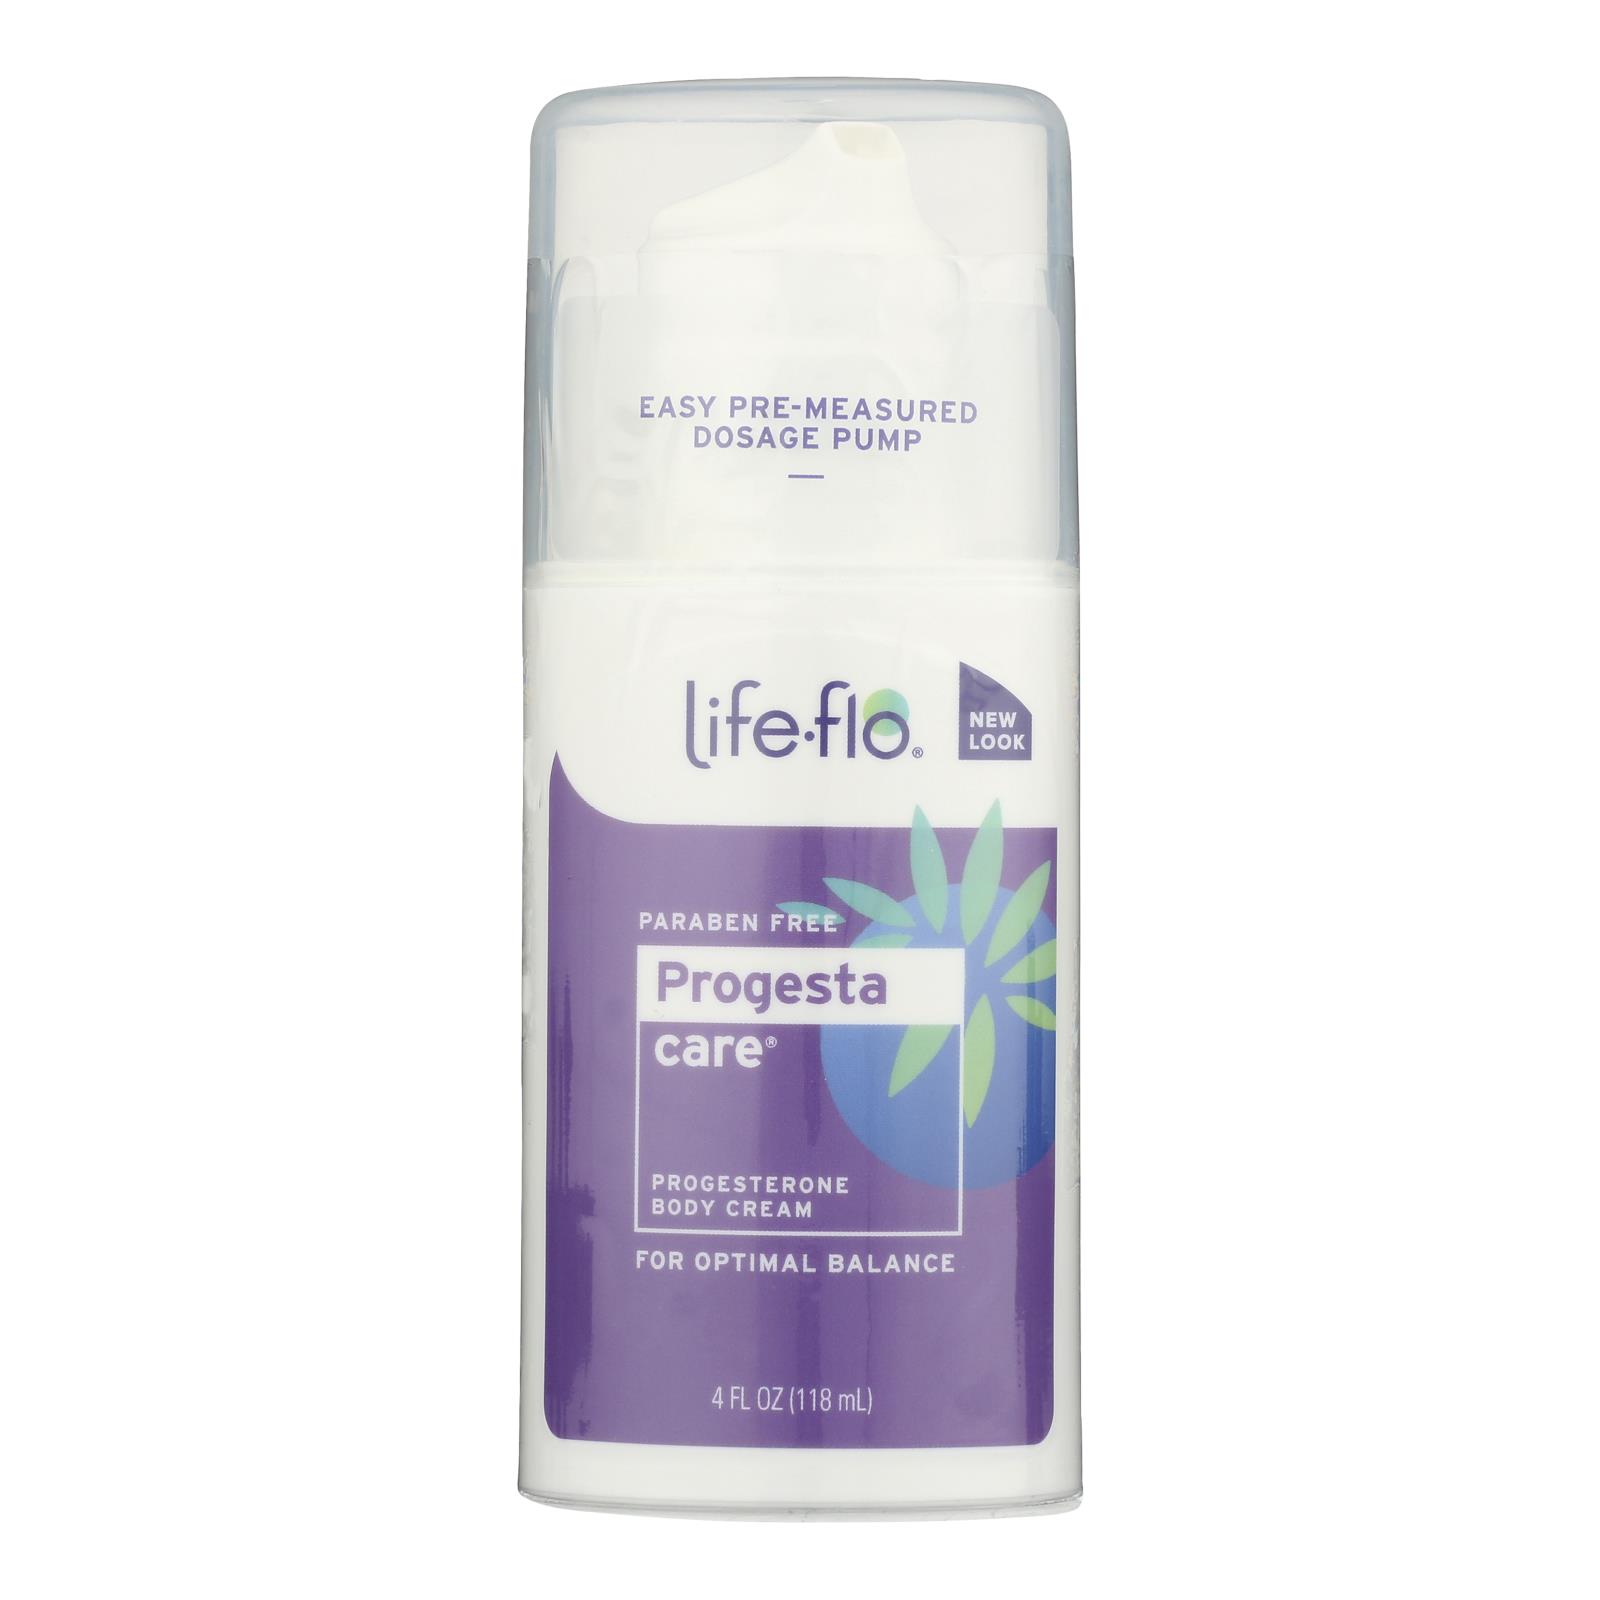 EASY PRE-MEASURED
DOSAGE PUMP
life·flo®
NEW
LOOK
PARABEN FREE
Progesta
care®
PROGESTERONE
BODY CREAM
FOR OPTIMAL BALANCE
4 FL OZ (118 mL)